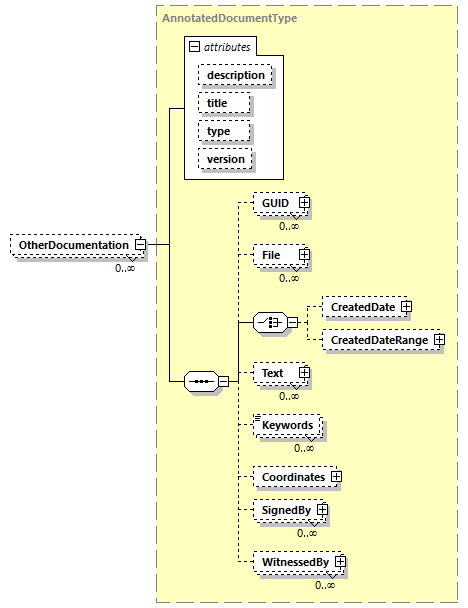 AnnotatedDocumentType
attributes
description
title
type
version
GUID
0..∞
OtherDocumentation
0..∞
File
0..∞
CreatedDate
CreatedDateRange
Text
0..∞
Keywords
0..∞
Coordinates
SignedBy
0..∞
WitnessedBy
0..∞